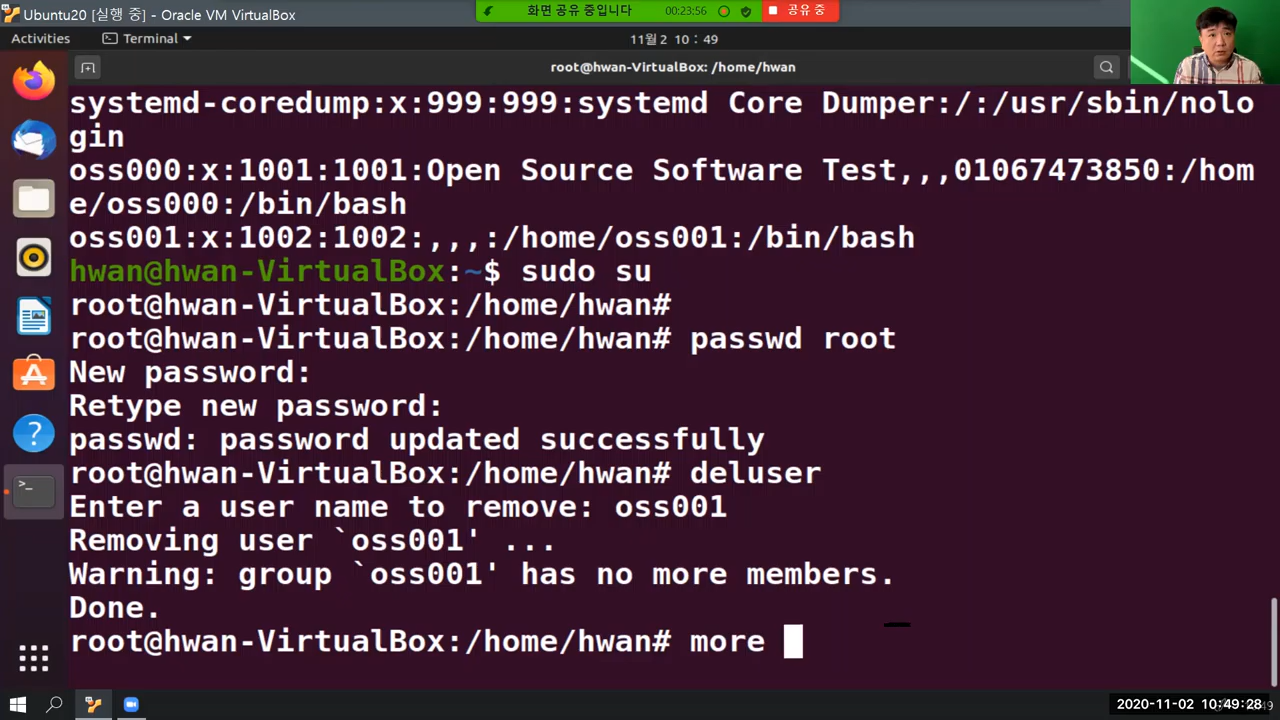 Ubuntu20 [실행 중] - Oracle VM VirtualBox
화면 공유 중입니다
00:23:56
공유 중
Activities
Terminal
11월 2 10:49
root@hwan-VirtualBox: /home/hwan
systemd-coredump:x:999:999:systemd Core Dumper:/:/usr/sbin/nolo
gin
oss000:x:1001:1001:Open Source Software Test,,,01067473850:/hom
e/oss000:/bin/bash
oss001:x:1002:1002:,,,:/home/oss001:/bin/bash
hwan@hwan-VirtualBox:~$ sudo su
root@hwan-VirtualBox:/home/hwan#
root@hwan-VirtualBox:/home/hwan# passwd root
New password:
Retype new password:
passwd: password updated successfully
root@hwan-VirtualBox:/home/hwan# deluser
Enter a user name to remove: oss001
Removing user `oss001' ...
Warning: group `oss001' has no more members.
Done.
root@hwan-VirtualBox:/home/hwan# more
2020-11-02 10:49:28